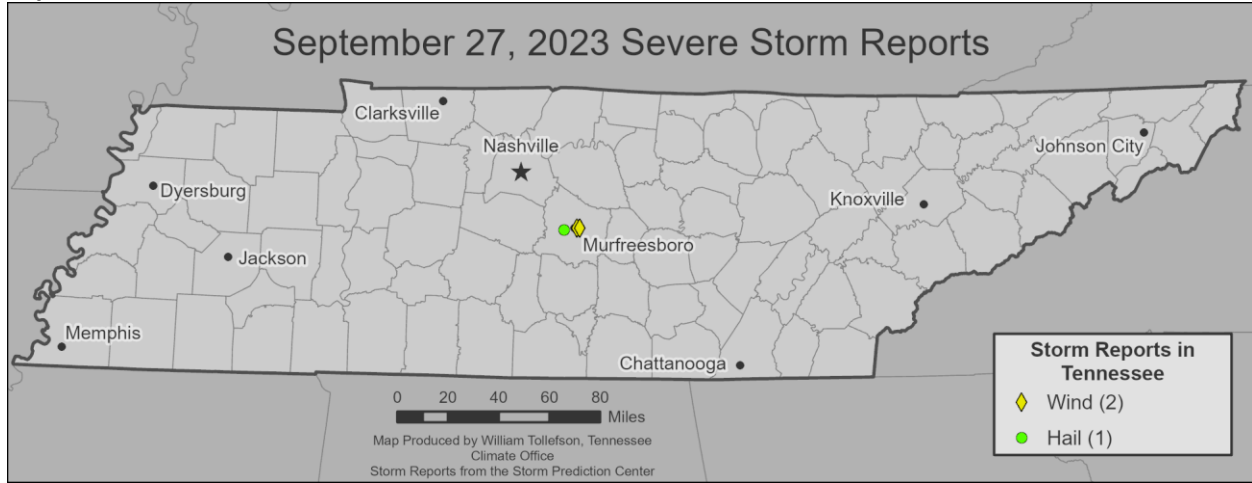 September 27, 2023 Severe Storm Reports
Clarksville
Nashville
Johnson City
Dyersburg
Knoxville
Murfreesboro
Jackson
Memphis
Chattanooga
0 20 40 60 80
Miles
Map Produced by William Tollefson, Tennessee
Climate Office
Storm Reports from the Storm Prediction Center
Storm Reports in
Tennessee
Wind (2)
Hail (1)